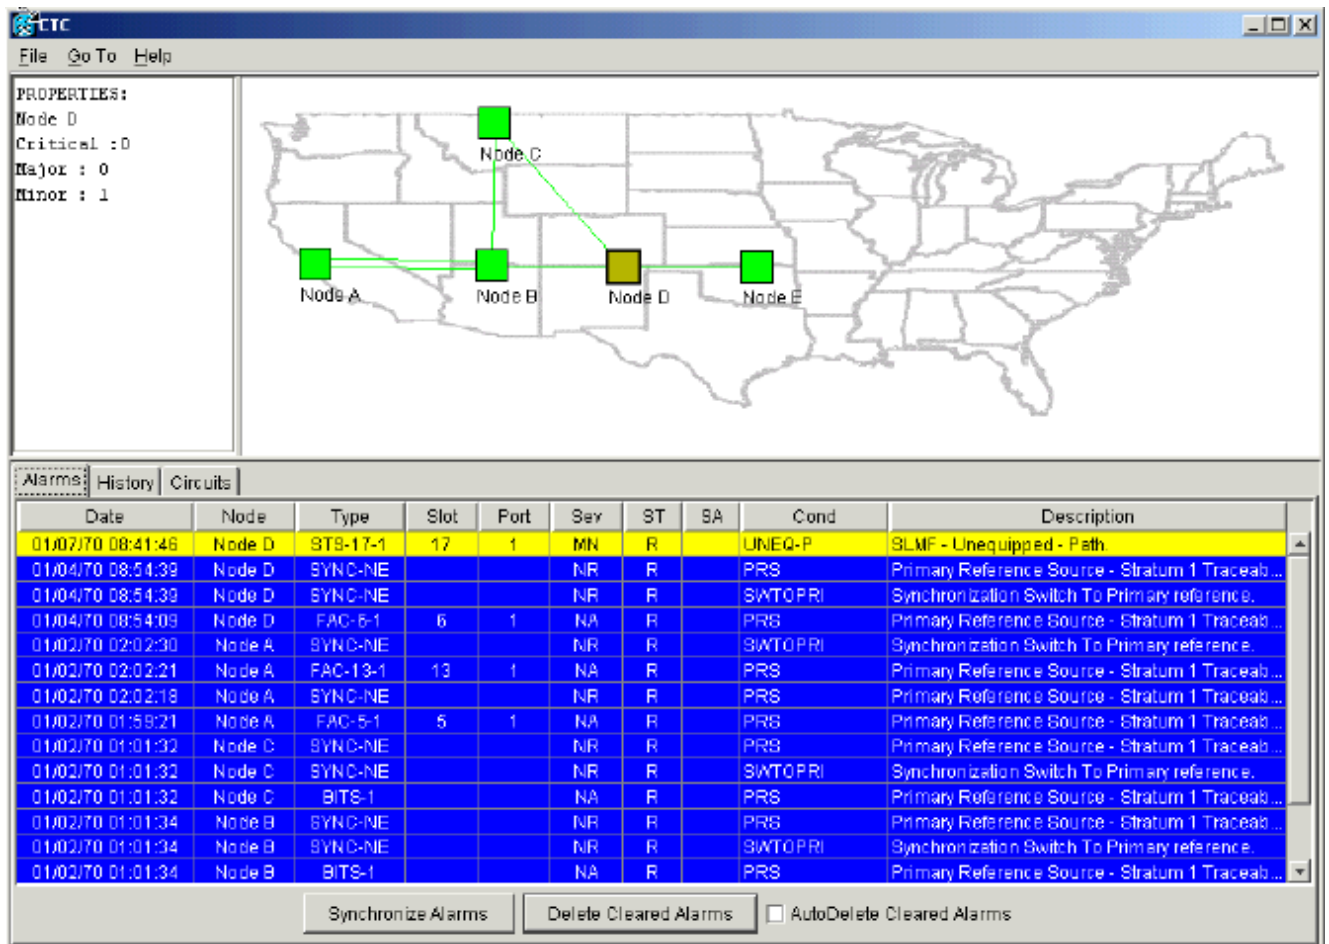 CTC
File Go To Help
PROPERTIES:
Node D
Critical :0
Major : 0
Minor : 1
Node C
Node A
Node B
Node D
Node E
Alarms History Circuits
Date Node Type Slot Port Sev ST SA Cond Description
01/07/70 08:41:46 Node D STS-17-1 17 1 MN R UNEQ-P SLMF - Unequipped - Path.
01/04/70 08:54:39 Node D SYNC-NE NR R PRS Primary Reference Source - Stratum 1 Traceab...
01/04/70 08:54:39 Node D SYNC-NE NR R SWTOPRI Synchronization Switch To Primary reference.
01/04/70 08:54:09 Node D FAC-6-1 6 1 NA R PRS Primary Reference Source - Stratum 1 Traceab...
01/02/70 02:02:30 Node A SYNC-NE NR R SWTOPRI Synchronization Switch To Primary reference.
01/02/70 02:02:21 Node A FAC-13-1 13 1 NA R PRS Primary Reference Source - Stratum 1 Traceab...
01/02/70 02:02:18 Node A SYNC-NE NR R PRS Primary Reference Source - Stratum 1 Traceab...
01/02/70 01:59:21 Node A FAC-5-1 5 1 NA R PRS Primary Reference Source - Stratum 1 Traceab...
01/02/70 01:01:32 Node C SYNC-NE NR R PRS Primary Reference Source - Stratum 1 Traceab...
01/02/70 01:01:32 Node C SYNC-NE NR R SWTOPRI Synchronization Switch To Primary reference.
01/02/70 01:01:32 Node C BITS-1 NA R PRS Primary Reference Source - Stratum 1 Traceab...
01/02/70 01:01:34 Node B SYNC-NE NR R PRS Primary Reference Source - Stratum 1 Traceab...
01/02/70 01:01:34 Node B SYNC-NE NR R SWTOPRI Synchronization Switch To Primary reference.
01/02/70 01:01:34 Node B BITS-1 NA R PRS Primary Reference Source - Stratum 1 Traceab...
Synchronize Alarms Delete Cleared Alarms AutoDelete Cleared Alarms